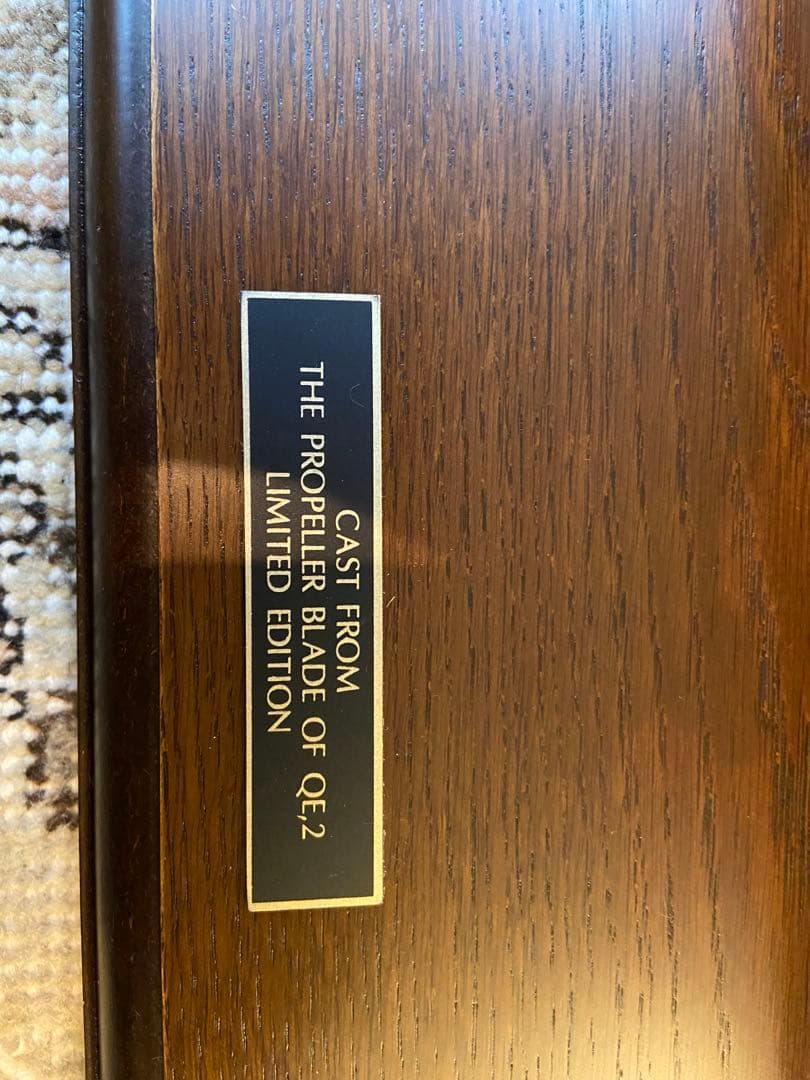 CAST FROM
THE PROPELLER BLADE OF QE,2
LIMITED EDITION